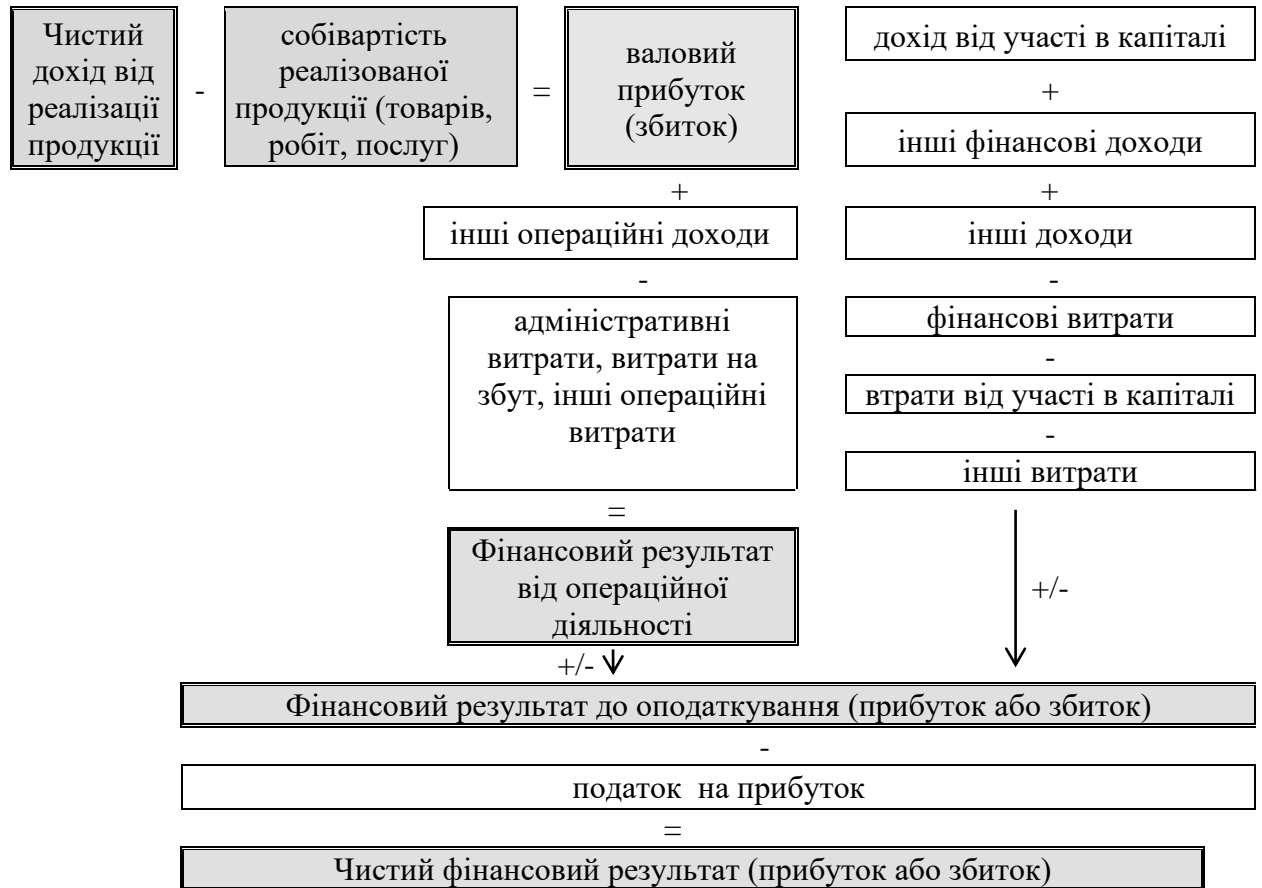 Чистий
дохід від
реалізації
продукції
-
собівартість
реалізованої
продукції (товарів,
робіт, послуг)
=
валовий
прибуток
(збиток)
+
інші операційні доходи
-
адміністративні
витрати, витрати на
збут, інші операційні
витрати
=
Фінансовий результат
від операційної
діяльності
+/-
дохід від участі в капіталі
+
інші фінансові доходи
+
інші доходи
-
фінансові витрати
-
втрати від участі в капіталі
-
інші витрати
+/-
Фінансовий результат до оподаткування (прибуток або збиток)
-
податок на прибуток
=
Чистий фінансовий результат (прибуток або збиток)